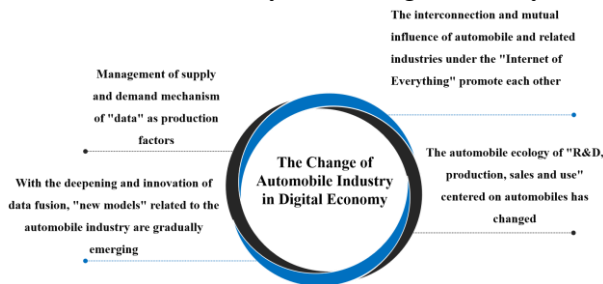 The interconnection and mutual
influence of automobile and related
industries under the "Internet of
Everything" promote each other
Management of supply
and demand mechanism
of "data" as production
factors
The Change of
Automobile Industry
in Digital Economy
The automobile ecology of "R&D,
production, sales and use"
centered on automobiles has
changed
With the deepening and innovation of
data fusion, "new models" related to the
automobile industry are gradually
emerging